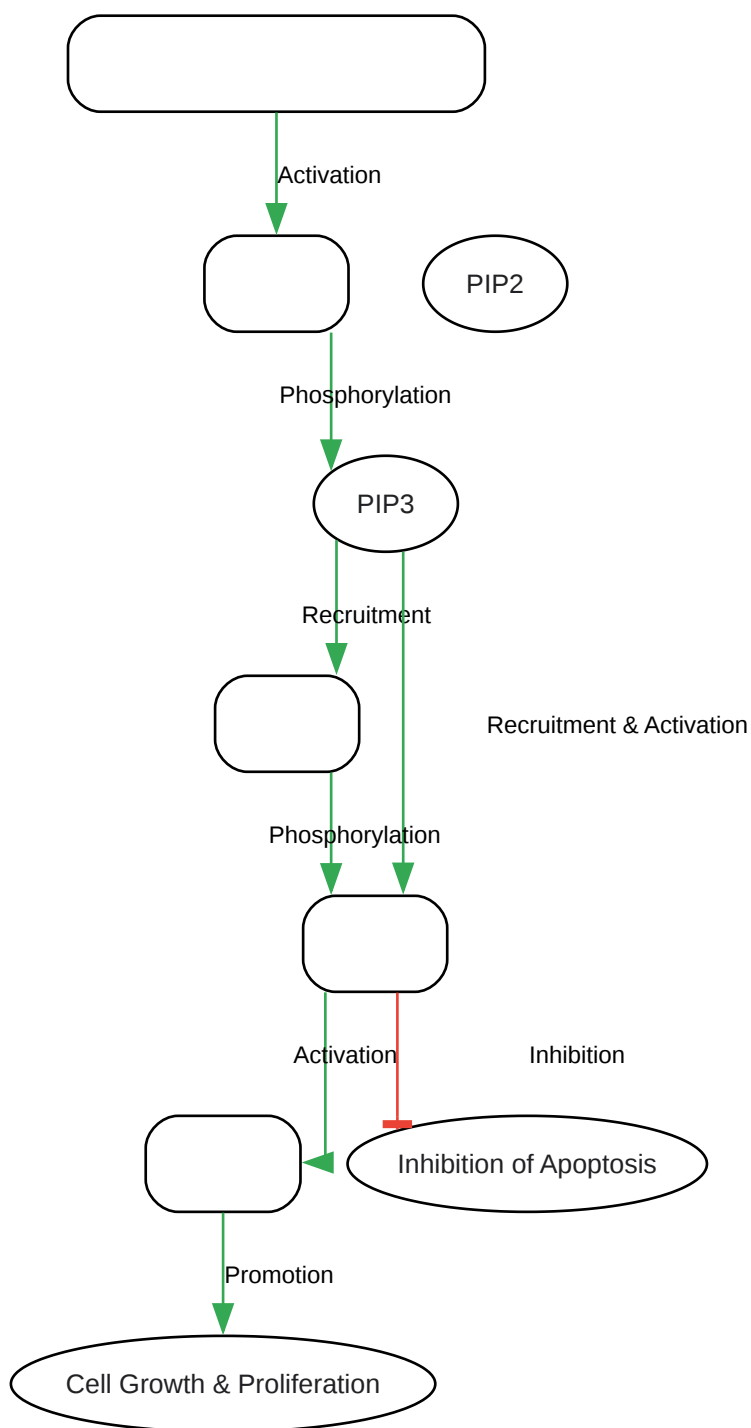 Activation
PIP2
Phosphorylation
PIP3
Recruitment
Recruitment & Activation
Phosphorylation
Activation
Inhibition
Inhibition of Apoptosis
Promotion
Cell Growth & Proliferation